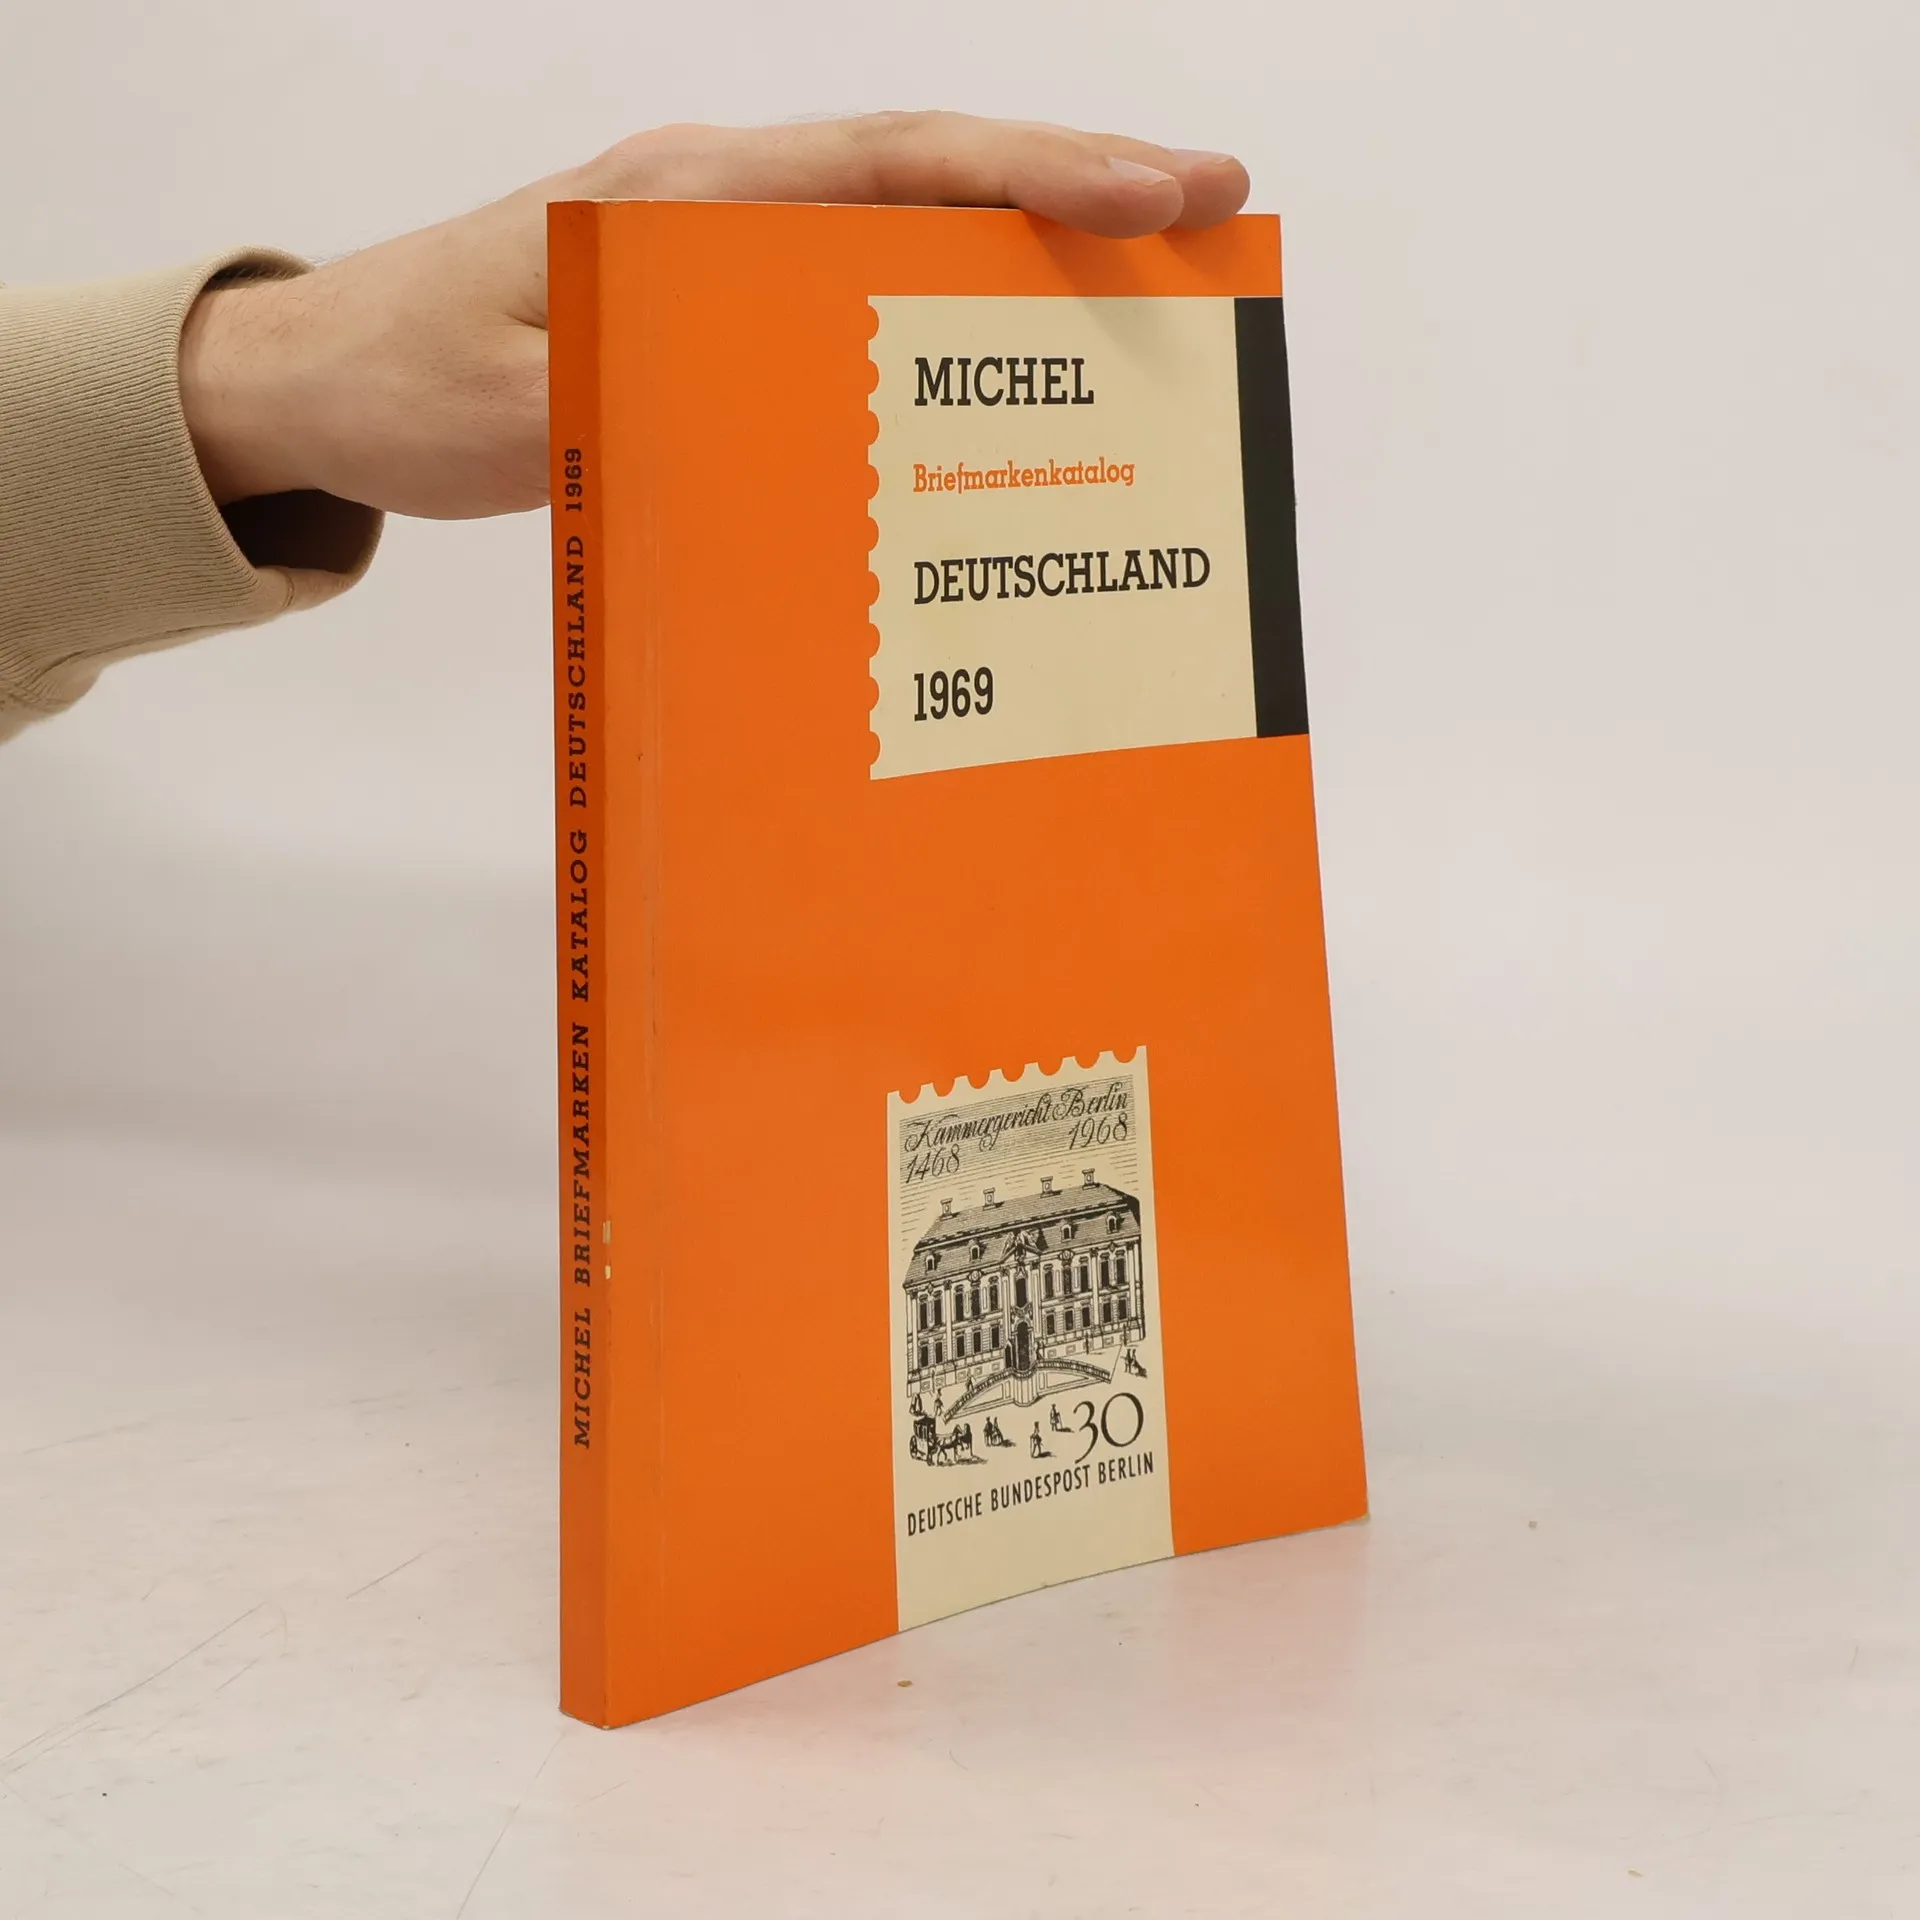 MICHEL BRIEFMARKEN KATALOG DEUTSCHLAND 1969
MICHEL
Briefmarkenkatalog
DEUTSCHLAND
1969
Kammergericht Berlin
1468 1968
30
DEUTSCHE BUNDESPOST BERLIN